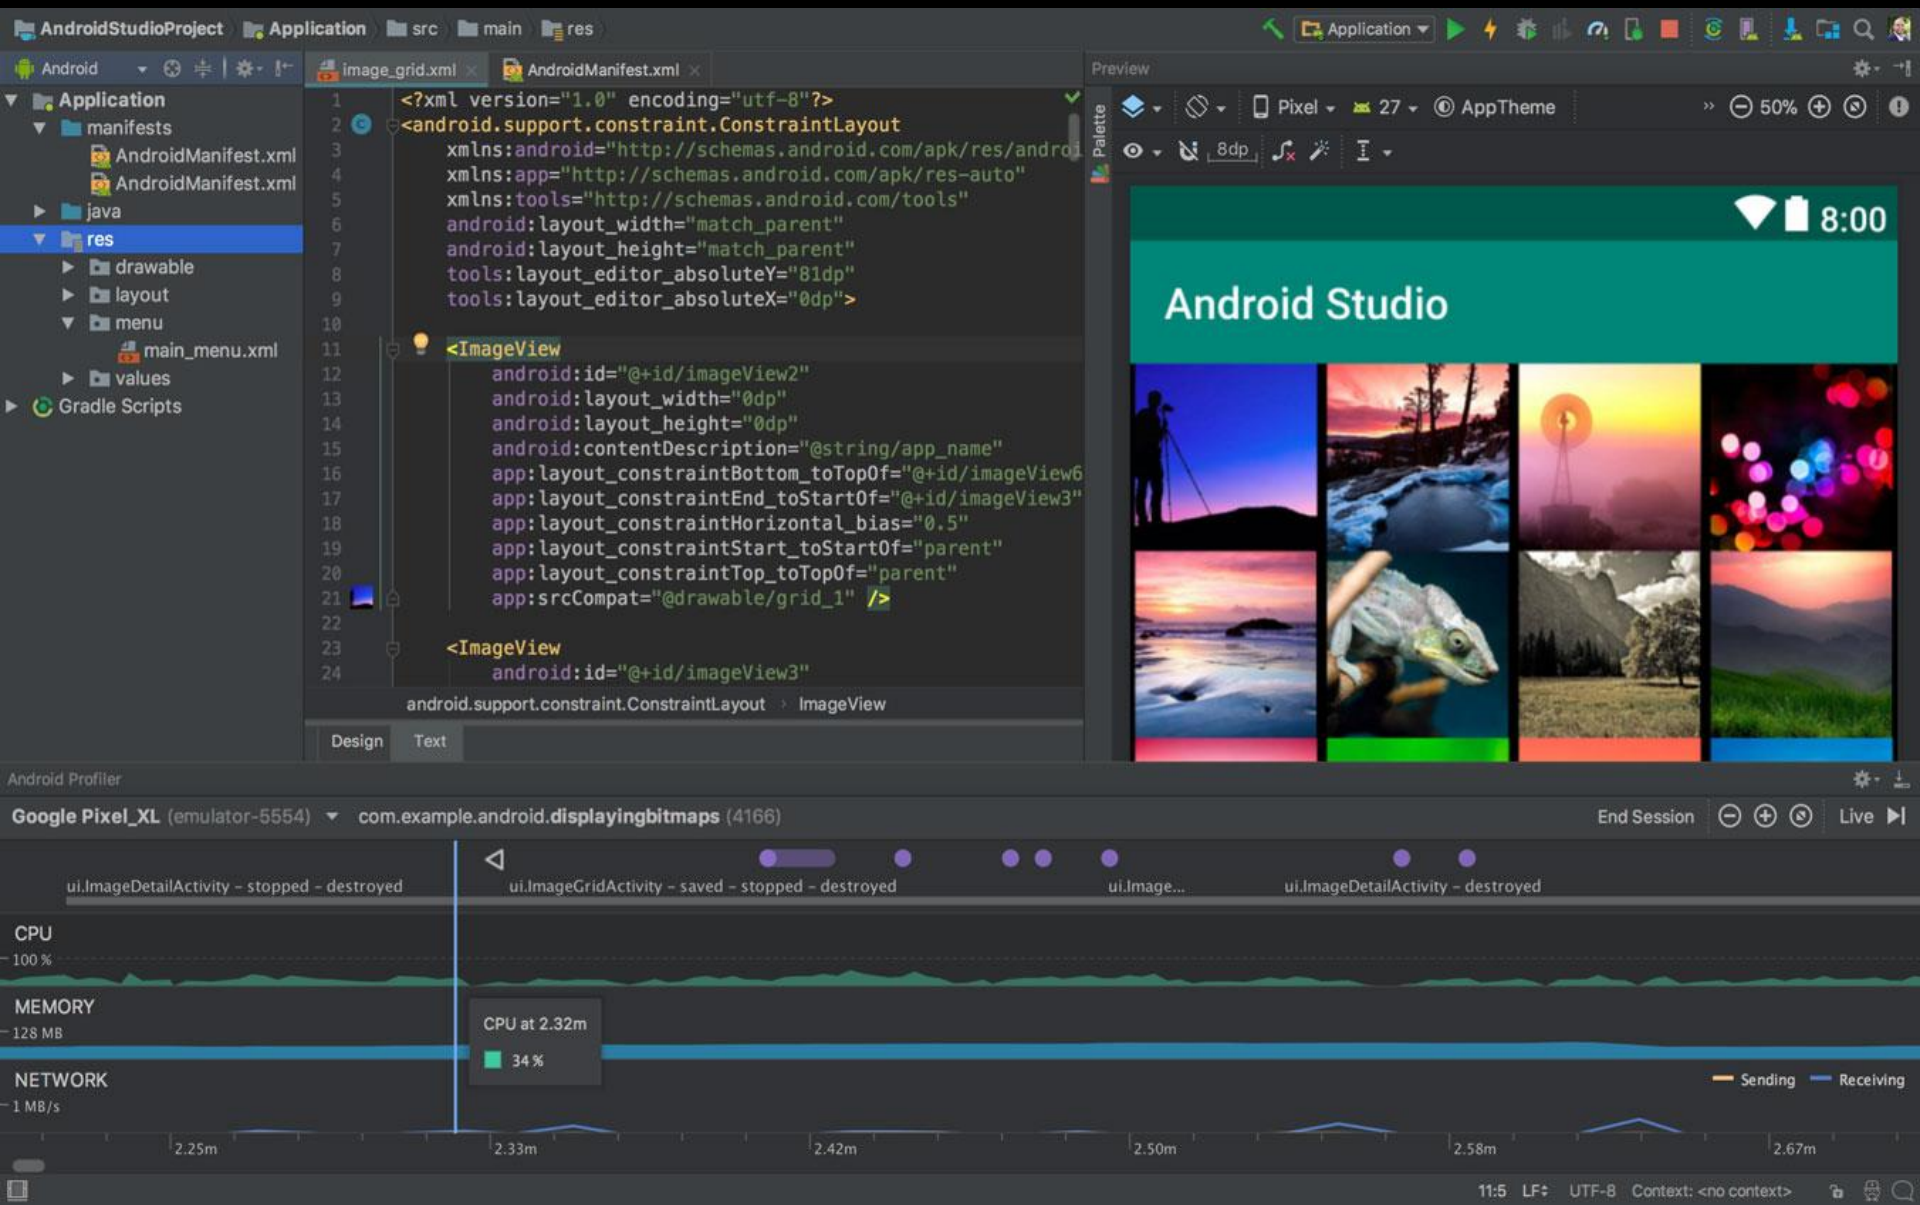 AndroidStudioProject Application src main res Application
Android image_grid.xml AndroidManifest.xml Preview
Application
manifests
AndroidManifest.xml
AndroidManifest.xml
java
res
drawable
layout
menu
main_menu.xml
values
Gradle Scripts
1 <?xml version="1.0" encoding="utf-8"?>
2 <android.support.constraint.ConstraintLayout
3 xmlns:android="http://schemas.android.com/apk/res/androi
4 xmlns:app="http://schemas.android.com/apk/res-auto"
5 xmlns:tools="http://schemas.android.com/tools"
6 android:layout_width="match_parent"
7 android:layout_height="match_parent"
8 tools:layout_editor_absoluteY="81dp"
9 tools:layout_editor_absoluteX="0dp">
10
11 <ImageView
12 android:id="@+id/imageView2"
13 android:layout_width="0dp"
14 android:layout_height="0dp"
15 android:contentDescription="@string/app_name"
16 app:layout_constraintBottom_toTopOf="@+id/imageView6
17 app:layout_constraintEnd_toStartOf="@+id/imageView3"
18 app:layout_constraintHorizontal_bias="0.5"
19 app:layout_constraintStart_toStartOf="parent"
20 app:layout_constraintTop_toTopOf="parent"
21 app:srcCompat="@drawable/grid_1" />
22
23 <ImageView
24 android:id="@+id/imageView3"
android.support.constraint.ConstraintLayout › ImageView
Design Text
Palette
Pixel 27 AppTheme » 50%
8dp
8:00
Android Studio
Android Profiler
Google Pixel_XL (emulator-5554) com.example.android.displayingbitmaps (4166) End Session Live
ui.ImageDetailActivity – stopped – destroyed ui.ImageGridActivity – saved – stopped – destroyed ui.Image... ui.ImageDetailActivity – destroyed
CPU
100 %
MEMORY
128 MB
CPU at 2.32m
34 %
NETWORK Sending Receiving
1 MB/s
2.25m 2.33m 2.42m 2.50m 2.58m 2.67m
11:5 LF÷ UTF-8 Context: <no context>